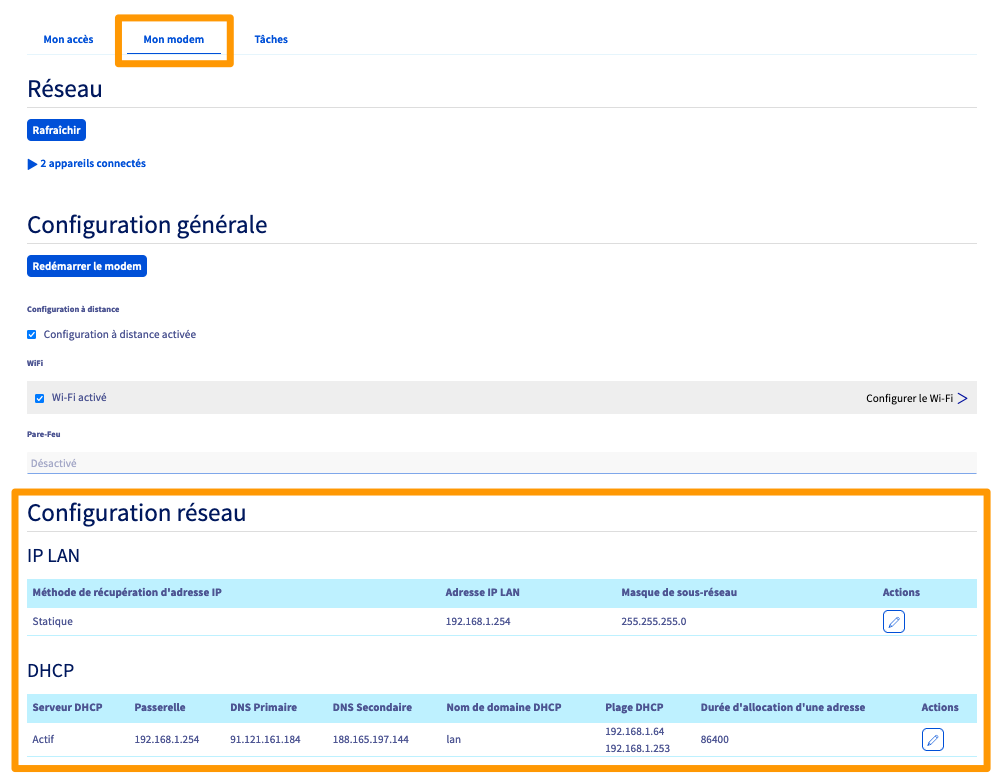 Mon accès Mon modem Tâches
Réseau
Rafraîchir
2 appareils connectés
Configuration générale
Redémarrer le modem
Configuration à distance
Configuration à distance activée
WiFi
Wi-Fi activé Configurer le Wi-Fi
Pare-Feu
Désactivé
Configuration réseau
IP LAN
Méthode de récupération d'adresse IP Adresse IP LAN Masque de sous-réseau Actions
Statique 192.168.1.254 255.255.255.0
DHCP
Serveur DHCP Passerelle DNS Primaire DNS Secondaire Nom de domaine DHCP Plage DHCP Durée d'allocation d'une adresse Actions
Actif 192.168.1.254 91.121.161.184 188.165.197.144 lan 192.168.1.64 86400
192.168.1.253